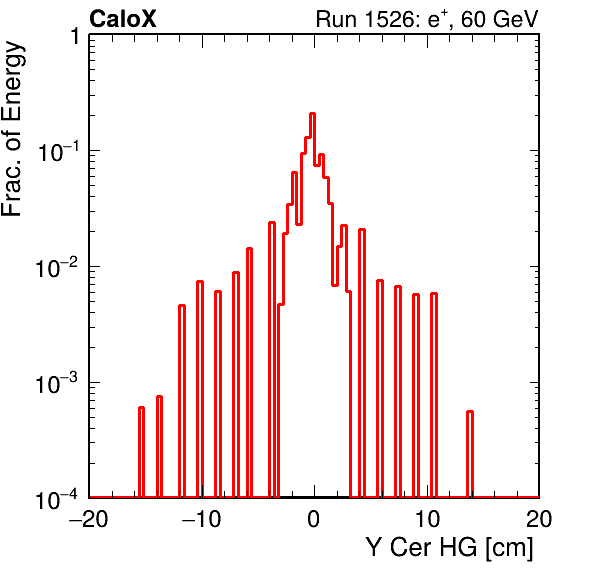 CaloX Run 1526: e⁺, 60 GeV
Frac. of Energy
1
10⁻¹
10⁻²
10⁻³
10⁻⁴
−20 −10 0 10 20
Y Cer HG [cm]